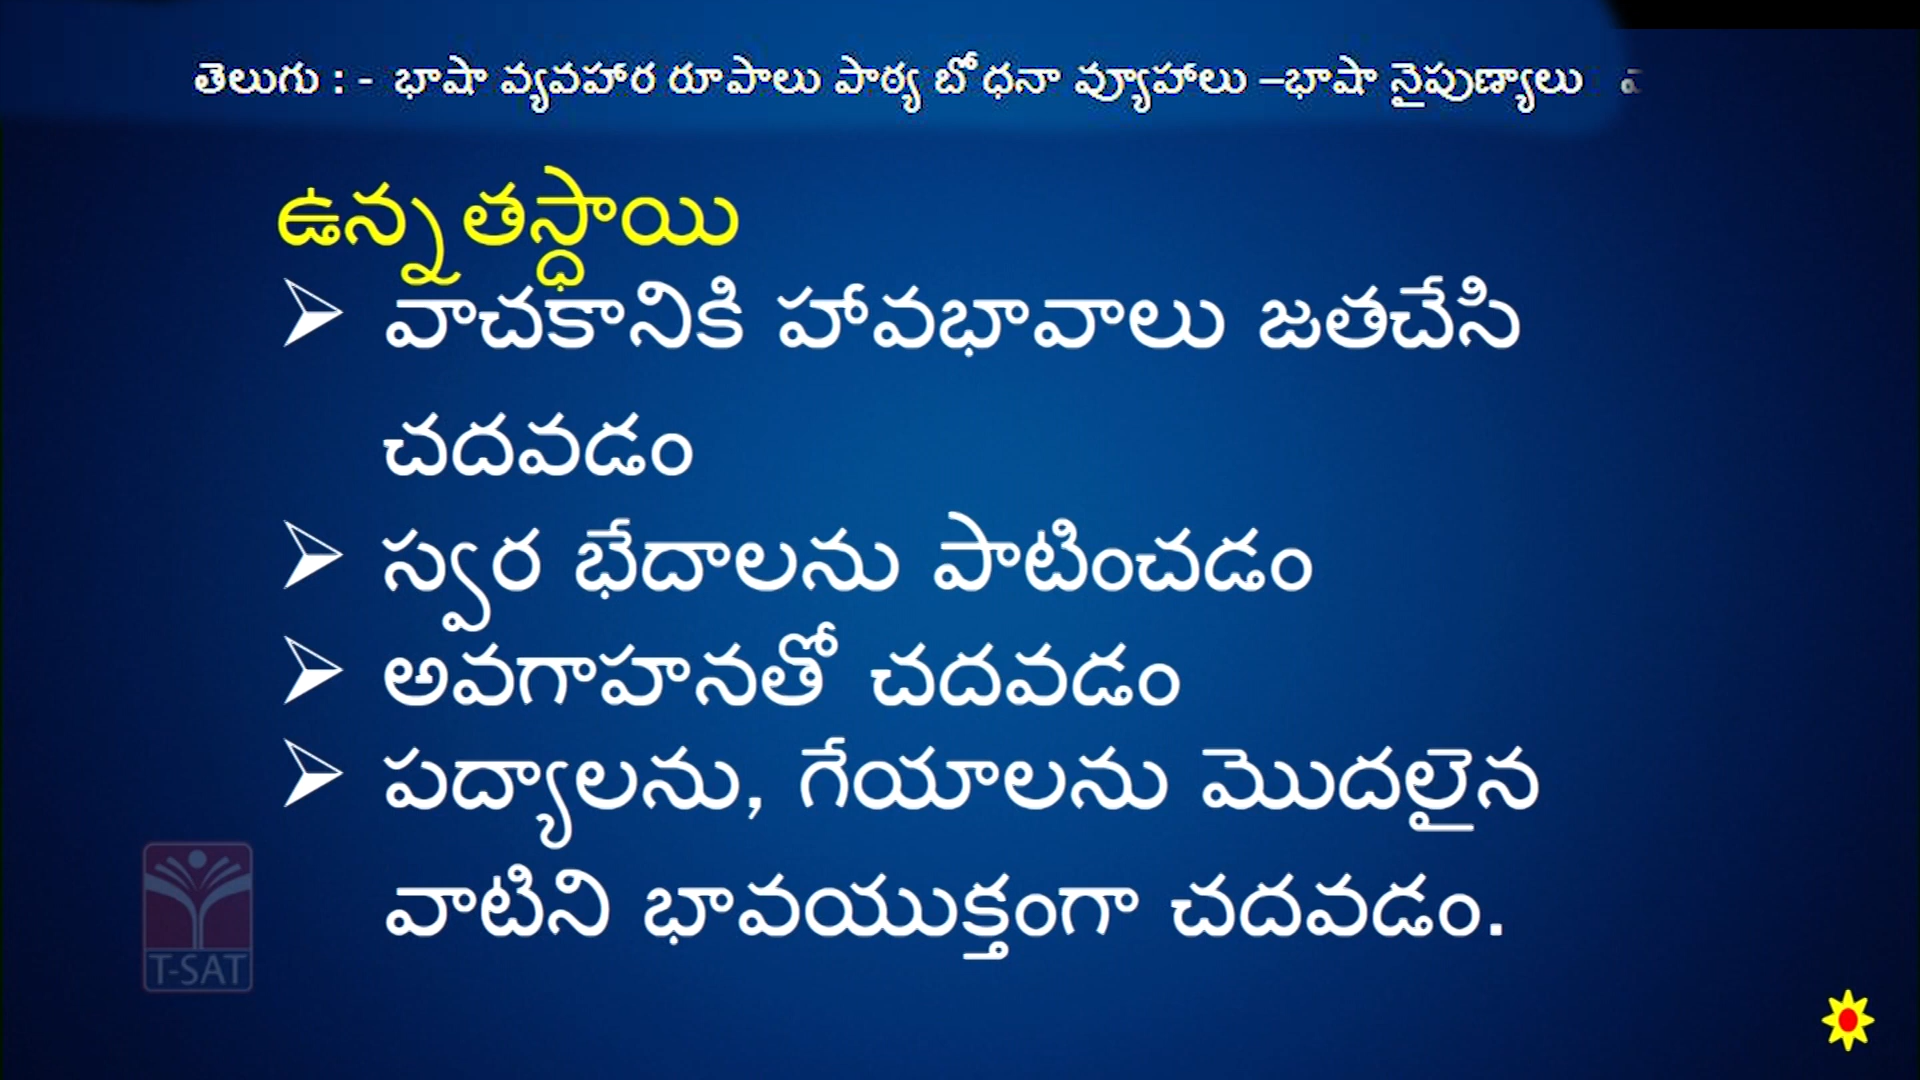 తెలుగు : - భాషా వ్యవహార రూపాలు పాఠ్య బోధనా వ్యూహాలు –భాషా నైపుణ్యాలు
ఉన్నతస్ధాయి
➢ వాచకానికి హావభావాలు జతచేసి
చదవడం
➢ స్వర భేదాలను పాటించడం
➢ అవగాహనతో చదవడం
➢ పద్యాలను, గేయాలను మొదలైన
వాటిని భావయుక్తంగా చదవడం.
T-SAT